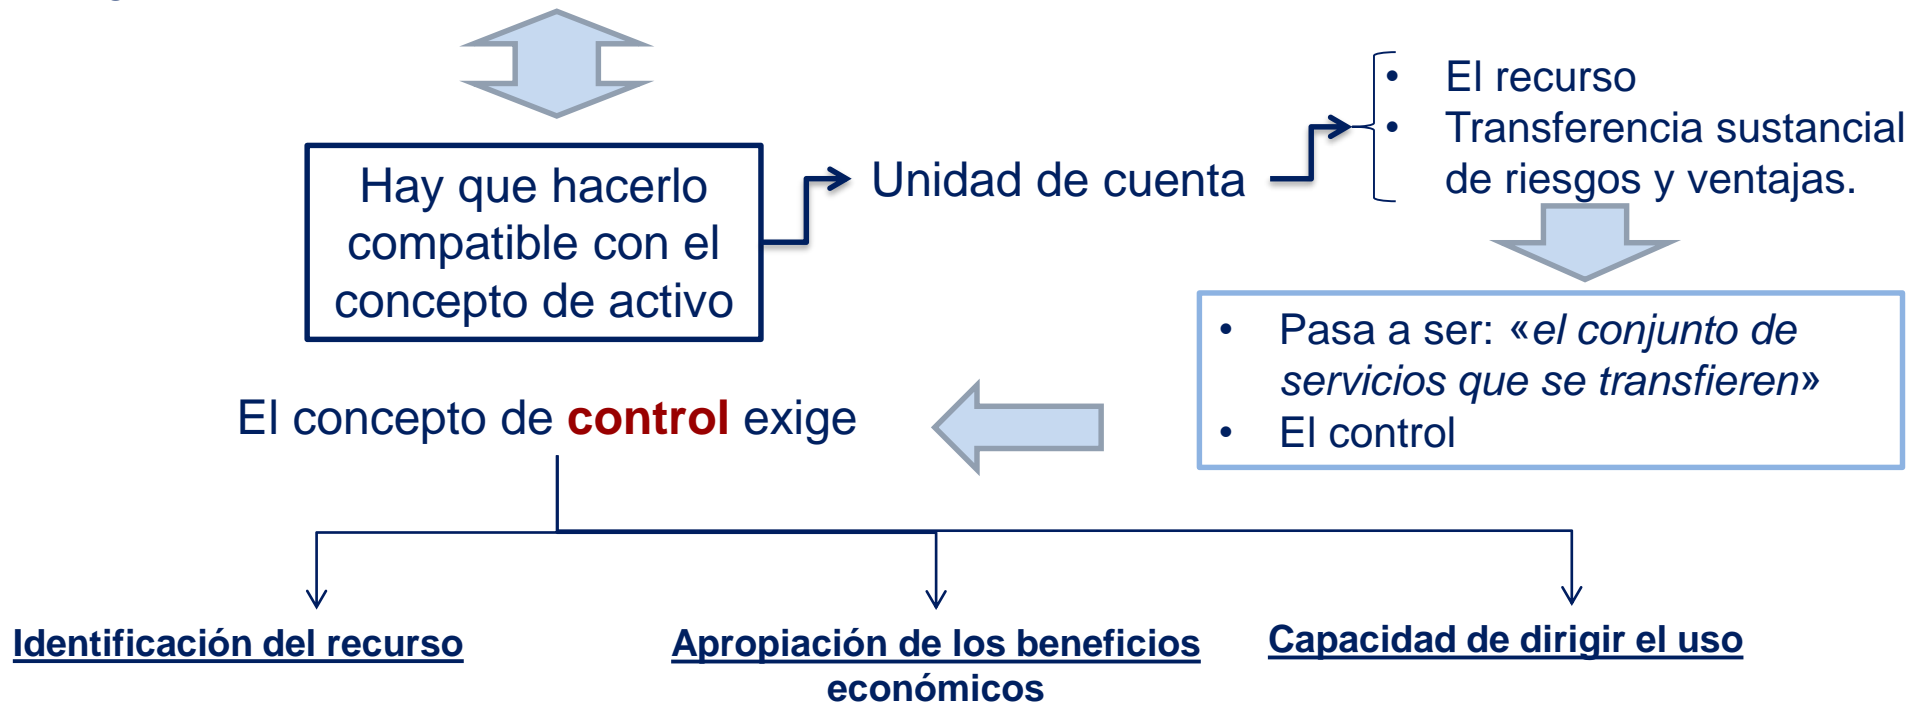 • El recurso
• Transferencia sustancial
de riesgos y ventajas.
Hay que hacerlo
compatible con el
concepto de activo
Unidad de cuenta
• Pasa a ser: «el conjunto de
servicios que se transfieren»
• El control
El concepto de control exige
Identificación del recurso
Apropiación de los beneficios
económicos
Capacidad de dirigir el uso